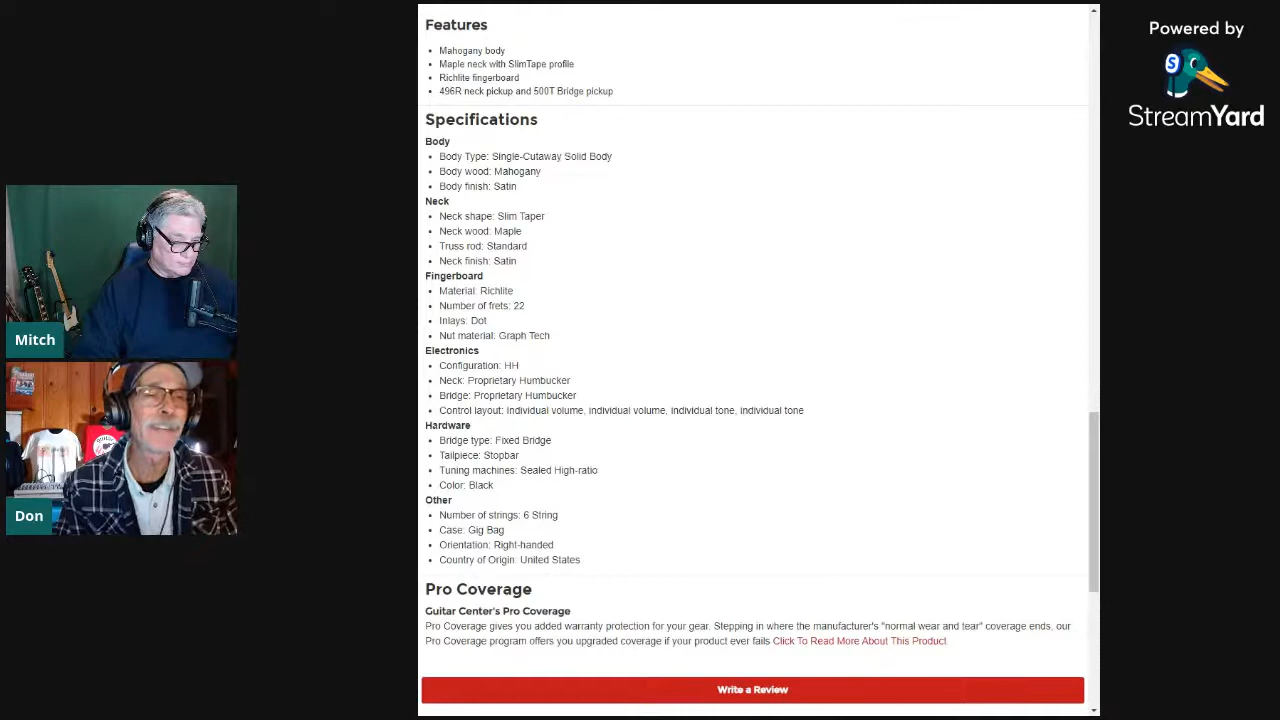 Features
Mahogany body
Maple neck with SlimTape profile
Richlite fingerboard
496R neck pickup and 500T Bridge pickup
Specifications
Body
Body Type: Single-Cutaway Solid Body
Body wood: Mahogany
Body finish: Satin
Neck
Neck shape: Slim Taper
Neck wood: Maple
Truss rod: Standard
Neck finish: Satin
Fingerboard
Material: Richlite
Number of frets: 22
Inlays: Dot
Nut material: Graph Tech
Electronics
Configuration: HH
Neck: Proprietary Humbucker
Bridge: Proprietary Humbucker
Control layout: Individual volume, individual volume, individual tone, individual tone
Hardware
Bridge type: Fixed Bridge
Tailpiece: Stopbar
Tuning machines: Sealed High-ratio
Color: Black
Other
Number of strings: 6 String
Case: Gig Bag
Orientation: Right-handed
Country of Origin: United States
Pro Coverage
Guitar Center's Pro Coverage
Pro Coverage gives you added warranty protection for your gear. Stepping in where the manufacturer's "normal wear and tear" coverage ends, our
Pro Coverage program offers you upgraded coverage if your product ever fails Click To Read More About This Product
Write a Review
Mitch
Don
Powered by
S
StreamYard